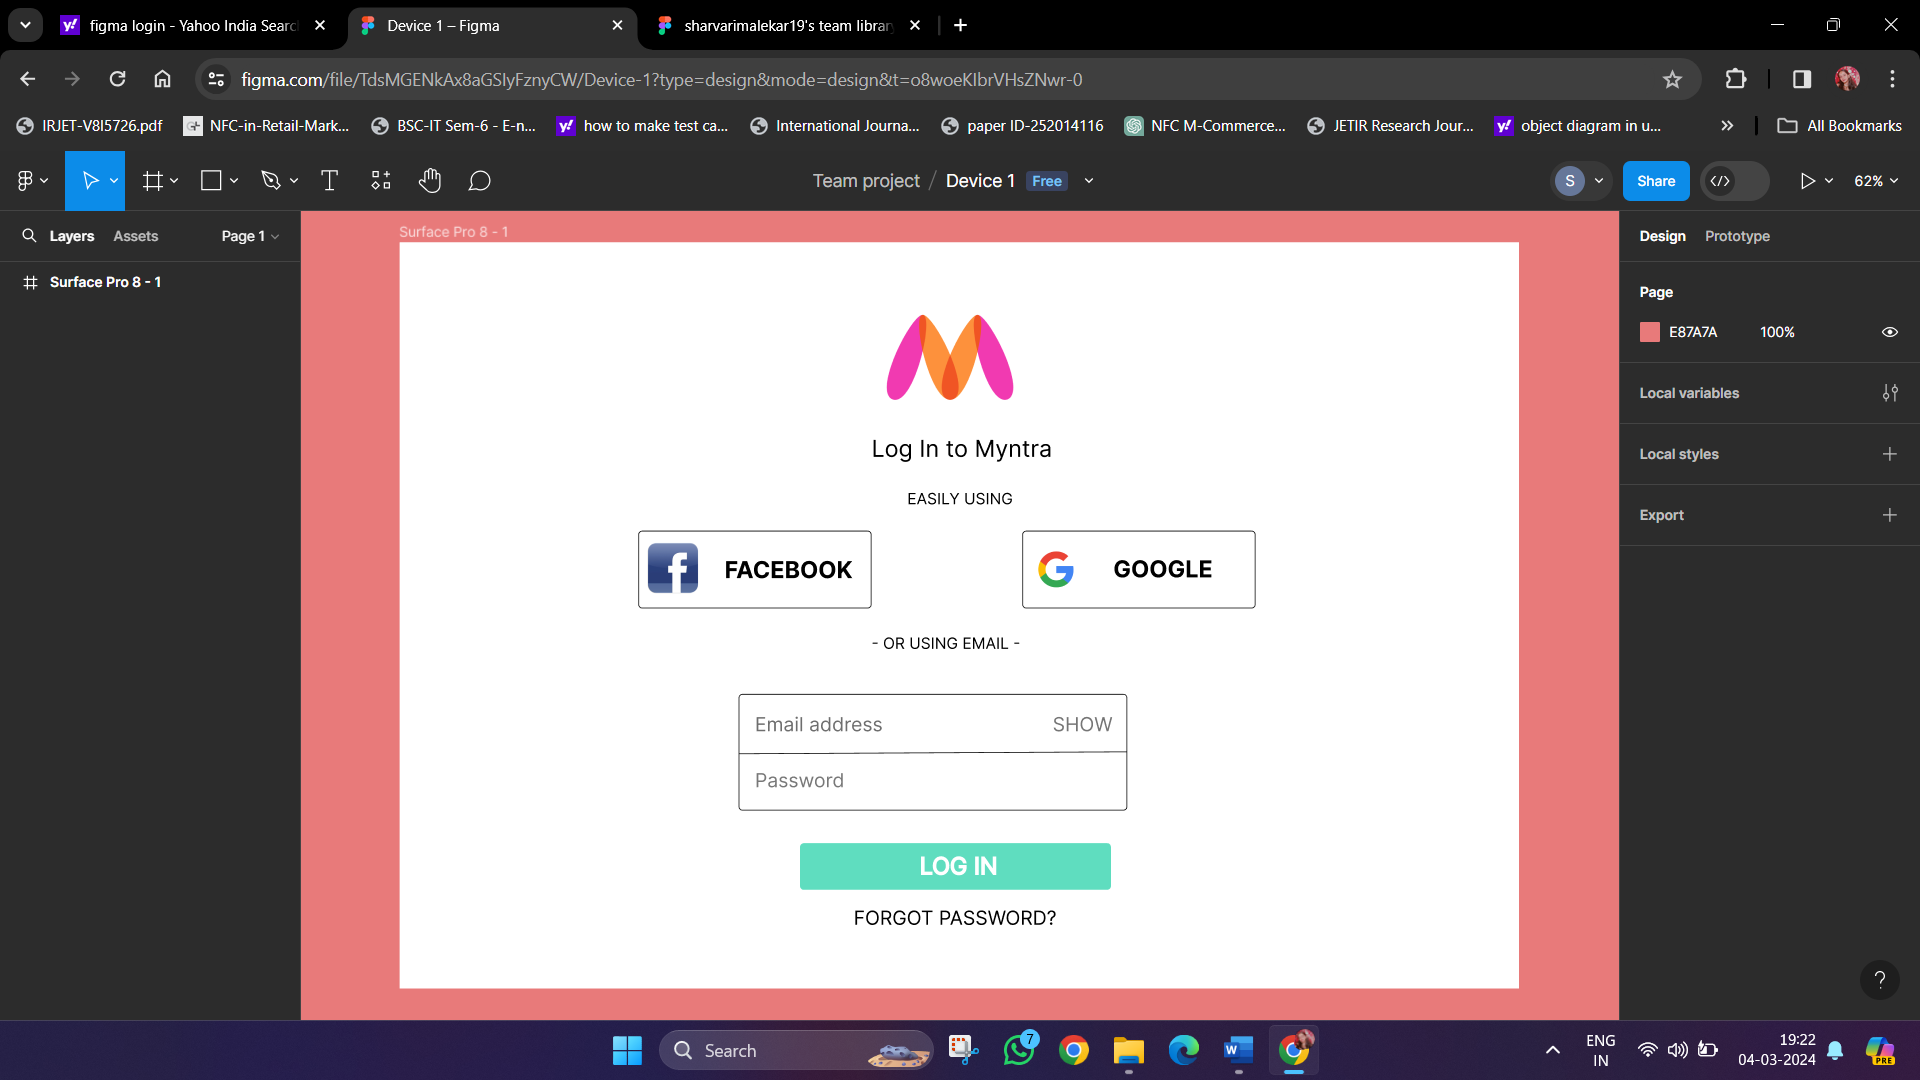 figma login - Yahoo India Searc
Device 1 – Figma
sharvarimalekar19's team librar
figma.com/file/TdsMGENkAx8aGSlyFznyCW/Device-1?type=design&mode=design&t=o8woeKIbrVHsZNwr-0
IRJET-V8I5726.pdf
NFC-in-Retail-Mark...
BSC-IT Sem-6 - E-n...
how to make test ca...
International Journa...
paper ID-252014116
NFC M-Commerce...
JETIR Research Jour...
object diagram in u...
All Bookmarks
Team project / Device 1 Free
S
Share
62%
Layers Assets Page 1
Surface Pro 8 - 1
Surface Pro 8 - 1
Log In to Myntra
EASILY USING
FACEBOOK
GOOGLE
- OR USING EMAIL -
Email address SHOW
Password
LOG IN
FORGOT PASSWORD?
Design Prototype
Page
E87A7A 100%
Local variables
Local styles
Export
?
Search
7
ENG
IN
19:22
04-03-2024
PRE